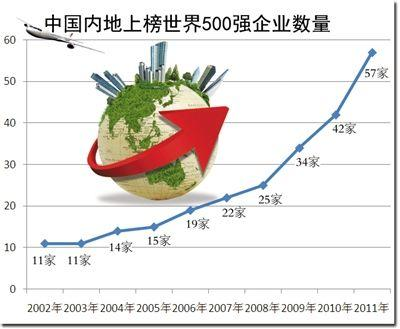 中国内地上榜世界500强企业数量
60
50
40
30
20
10
0
11家
11家
14家
15家
19家
22家
25家
34家
42家
57家
2002年 2003年 2004年 2005年 2006年 2007年 2008年 2009年 2010年 2011年